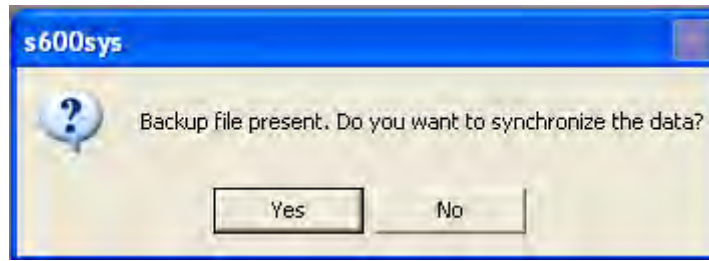 s600sys
Backup file present. Do you want to synchronize the data?
Yes
No